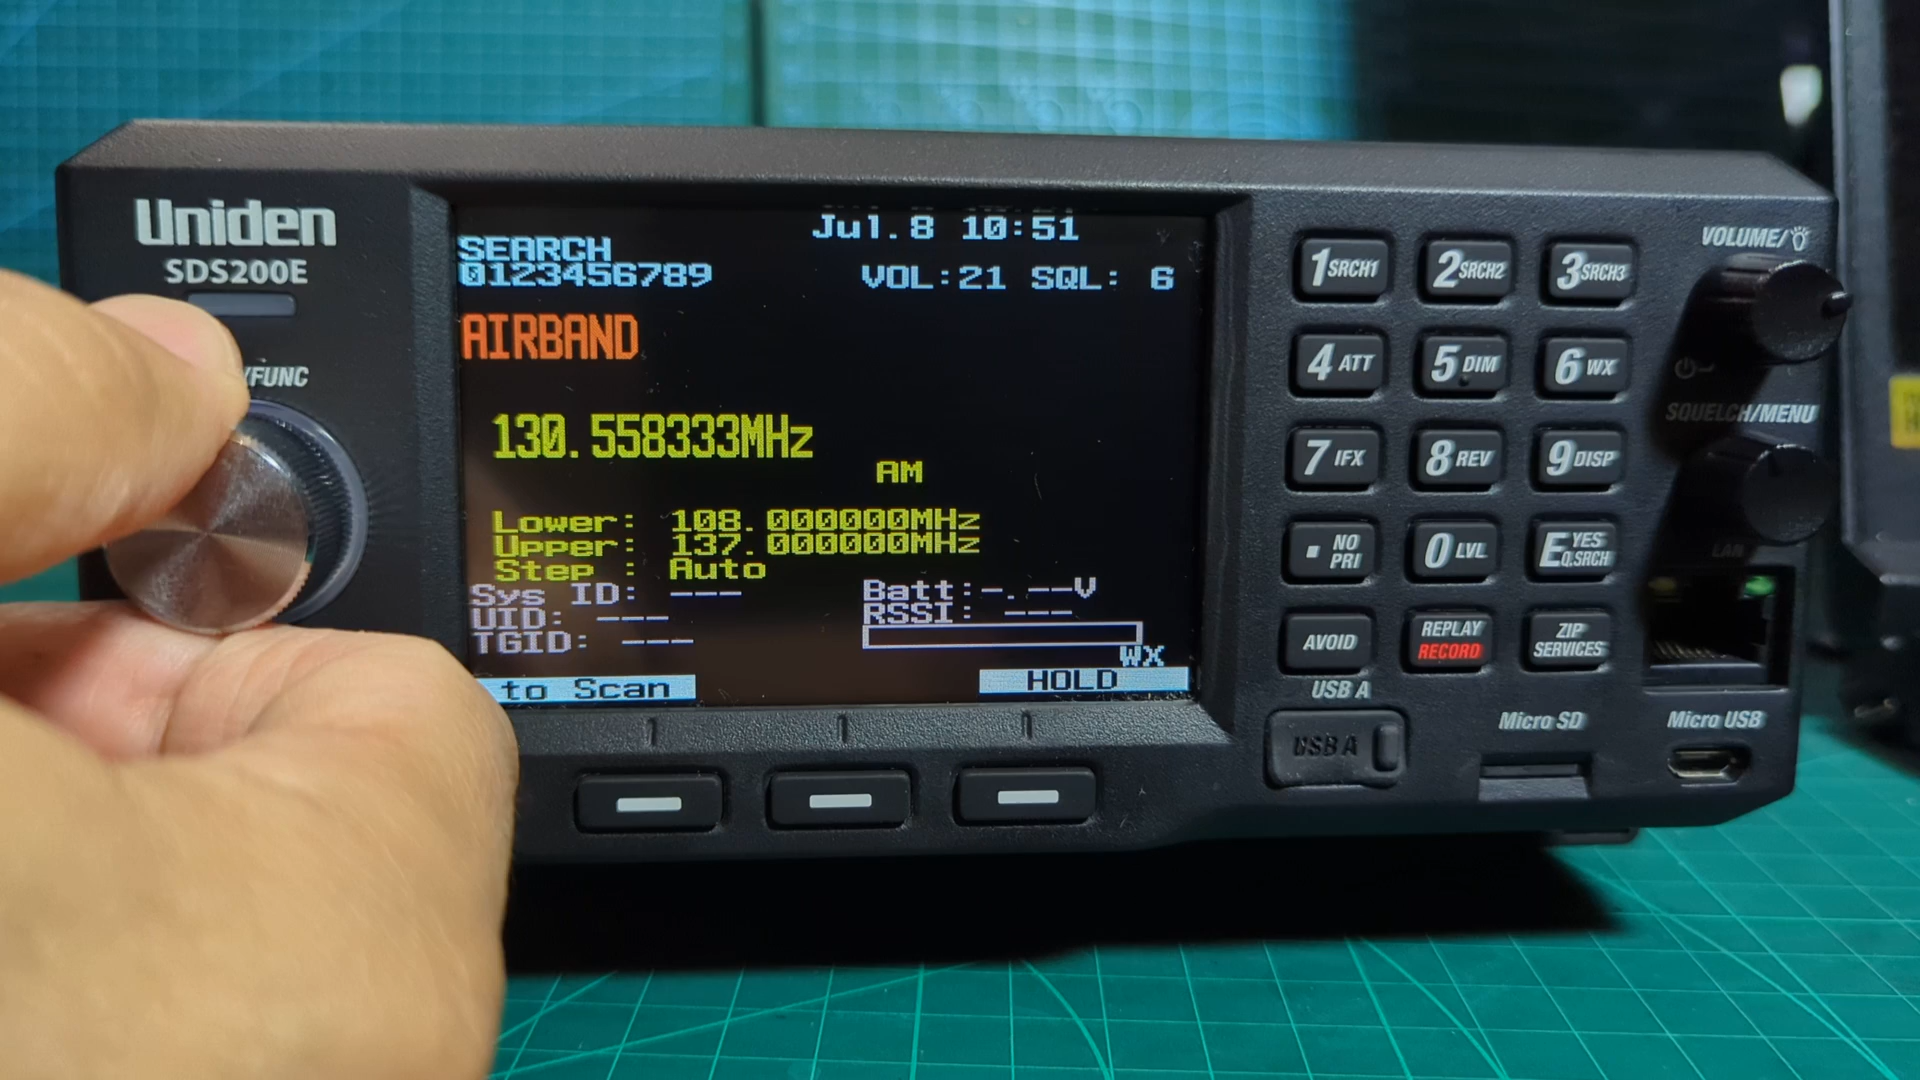 Uniden
SDS200E
/FUNC
Jul. 8 10:51
SEARCH
0123456789
VOL:21 SQL: 6
AIRBAND
130.558333MHz
AM
Lower: 108.000000MHz
Upper: 137.000000MHz
Step : Auto
Sys ID: ---
Batt:-.--V
UID: ---
RSSI: ---
TGID: ---
WX
to Scan
HOLD
1 SRCH1
2 SRCH2
3 SRCH3
4 ATT
5 DIM
6 WX
7 IFX
8 REV
9 DISP
. NO PRI
0 LVL
E YES Q.SRCH
AVOID
REPLAY RECORD
ZIP SERVICES
VOLUME/
SQUELCH/MENU
LAN
USB A
USB A
Micro SD
Micro USB